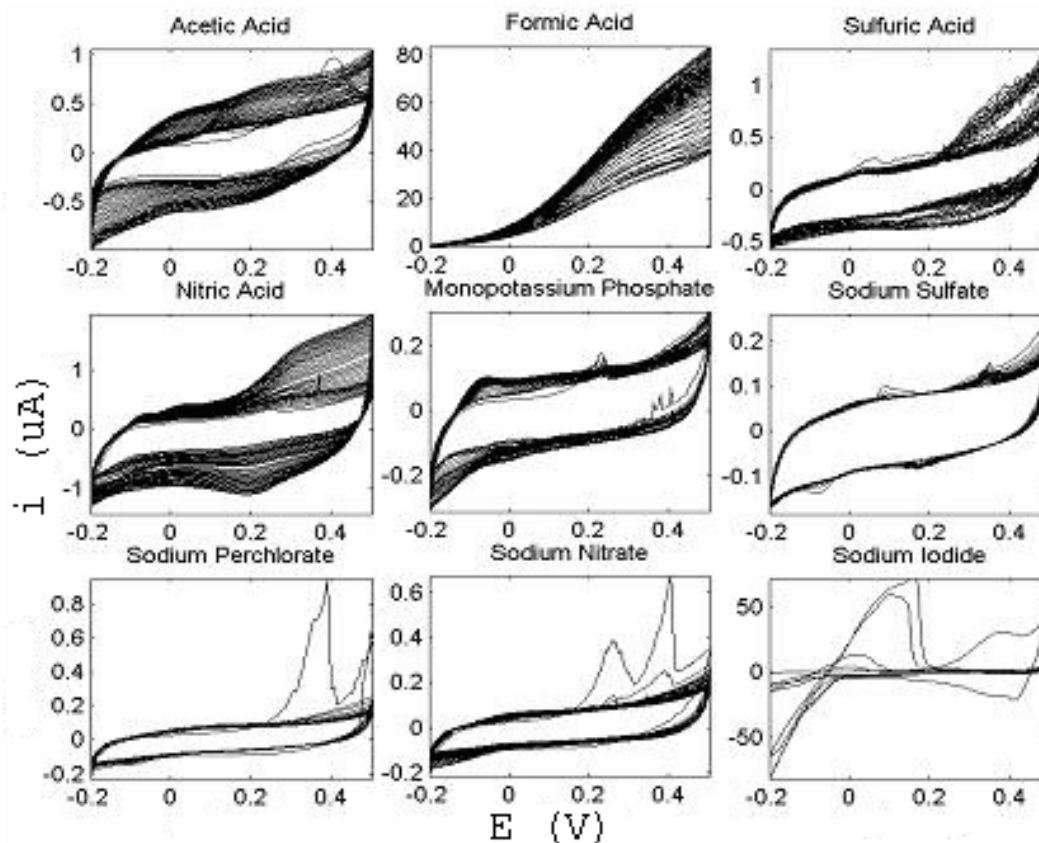 Acetic Acid Formic Acid Sulfuric Acid
1 80 1
0.5 60 0.5
0 40 0
-0.5 20 -0.5
0
-0.2 0 0.2 0.4 -0.2 0 0.2 0.4 -0.2 0 0.2 0.4
Nitric Acid Monopotassium Phosphate Sodium Sulfate
1 0.2 0.2
0 0 0.1
-1 -0.2 0
-0.1
-0.2 0 0.2 0.4 -0.2 0 0.2 0.4 -0.2 0 0.2 0.4
Sodium Perchlorate Sodium Nitrate Sodium Iodide
0.8 0.6 50
0.6 0.4 0
0.4 0.2 -50
0.2 0
0 -0.2
-0.2
-0.2 0 0.2 0.4 -0.2 0 0.2 0.4 -0.2 0 0.2 0.4
i (uA)
E (V)